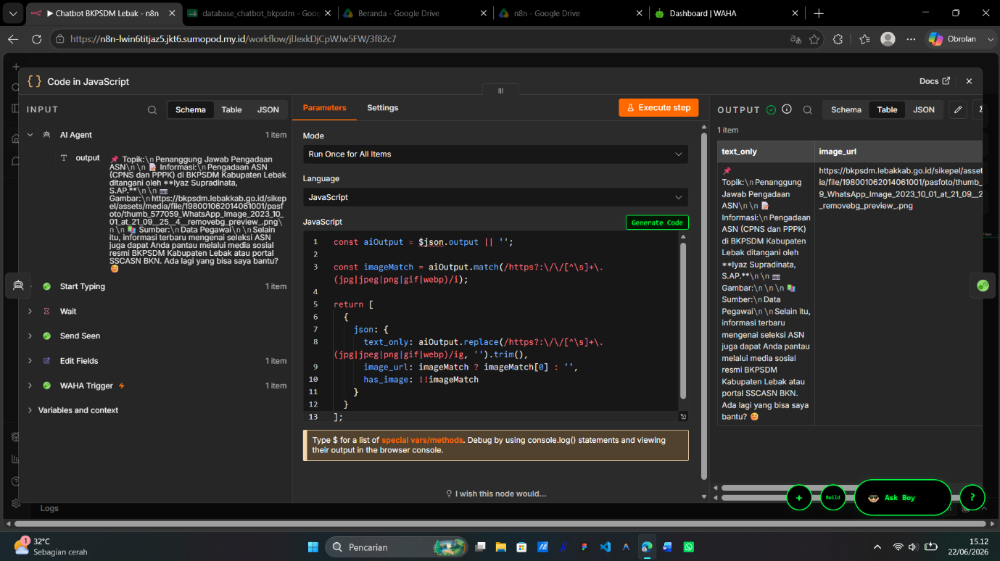 Chatbot BKPSDM Lebak - n8n
database_chatbot_bkpsdm - Goo
Beranda - Google Drive
n8n - Google Drive
Dashboard | WAHA
https://n8n-lwin6titjaz5.jkt6.sumopod.my.id/workflow/jlJexkDjCpWJw5FW/3f82c7
Obrolan
Code in JavaScript
Docs
INPUT
Schema
Table
JSON
AI Agent
1 item
output
📌 Topik:\n Penanggung Jawab Pengadaan
ASN\n \n 📝 Informasi:\n Pengadaan ASN
(CPNS dan PPPK) di BKPSDM Kabupaten Lebak
ditangani oleh **Iyaz Supradinata,
S.AP.**\n \n 📷
Gambar:\n https://bkpsdm.lebakkab.go.id/sikep
el/assets/media/file/198001062014061001/pas
foto/thumb_577059_WhatsApp_Image_2023_10_
01_at_21_09__25__4__removebg_preview_.png\
n \n 📚 Sumber:\n Data Pegawai\n \n Selain
itu, informasi terbaru mengenai seleksi ASN
juga dapat Anda pantau melalui media sosial
resmi BKPSDM Kabupaten Lebak atau portal
SSCASN BKN. Ada lagi yang bisa saya bantu?
😊
Start Typing
1 item
Wait
Send Seen
Edit Fields
1 item
WAHA Trigger
1 item
Variables and context
Parameters
Settings
Execute step
Mode
Run Once for All Items
Language
JavaScript
JavaScript
Generate Code
1 const aiOutput = $json.output || '';
2
3 const imageMatch = aiOutput.match(/https?:\/\/[^\s]+\.
(jpg|jpeg|png|gif|webp)/i);
4
5 return [
6 {
7 json: {
8 text_only: aiOutput.replace(/https?:\/\/[^\s]+\.
(jpg|jpeg|png|gif|webp)/ig, '').trim(),
9 image_url: imageMatch ? imageMatch[0] : '',
10 has_image: !!imageMatch
11 }
12 }
13 ];
Type $ for a list of special vars/methods. Debug by using console.log() statements and viewing
their output in the browser console.
I wish this node would...
OUTPUT
Schema
Table
JSON
1 item
text_only
image_url
📌
Topik:\n Penanggung
Jawab Pengadaan
ASN\n \n 📝
Informasi:\n Pengadaan
ASN (CPNS dan PPPK)
di BKPSDM Kabupaten
Lebak ditangani oleh
**Iyaz Supradinata,
S.AP.**\n \n 📷
Gambar:\n \n \n 📚
Sumber:\n Data
Pegawai\n \n Selain itu,
informasi terbaru
mengenai seleksi ASN
juga dapat Anda pantau
melalui media sosial
resmi BKPSDM
Kabupaten Lebak atau
portal SSCASN BKN.
Ada lagi yang bisa saya
bantu? 😊
https://bkpsdm.lebakkab.go.id/sikepel/asset
media/file/198001062014061001/pasfoto/thumb_
9_WhatsApp_Image_2023_10_01_at_21_09__2
_removebg_preview_.png
+
Build
Ask Boy
?
Logs
1
32°C
Sebagian cerah
Pencarian
15.12
22/06/2026